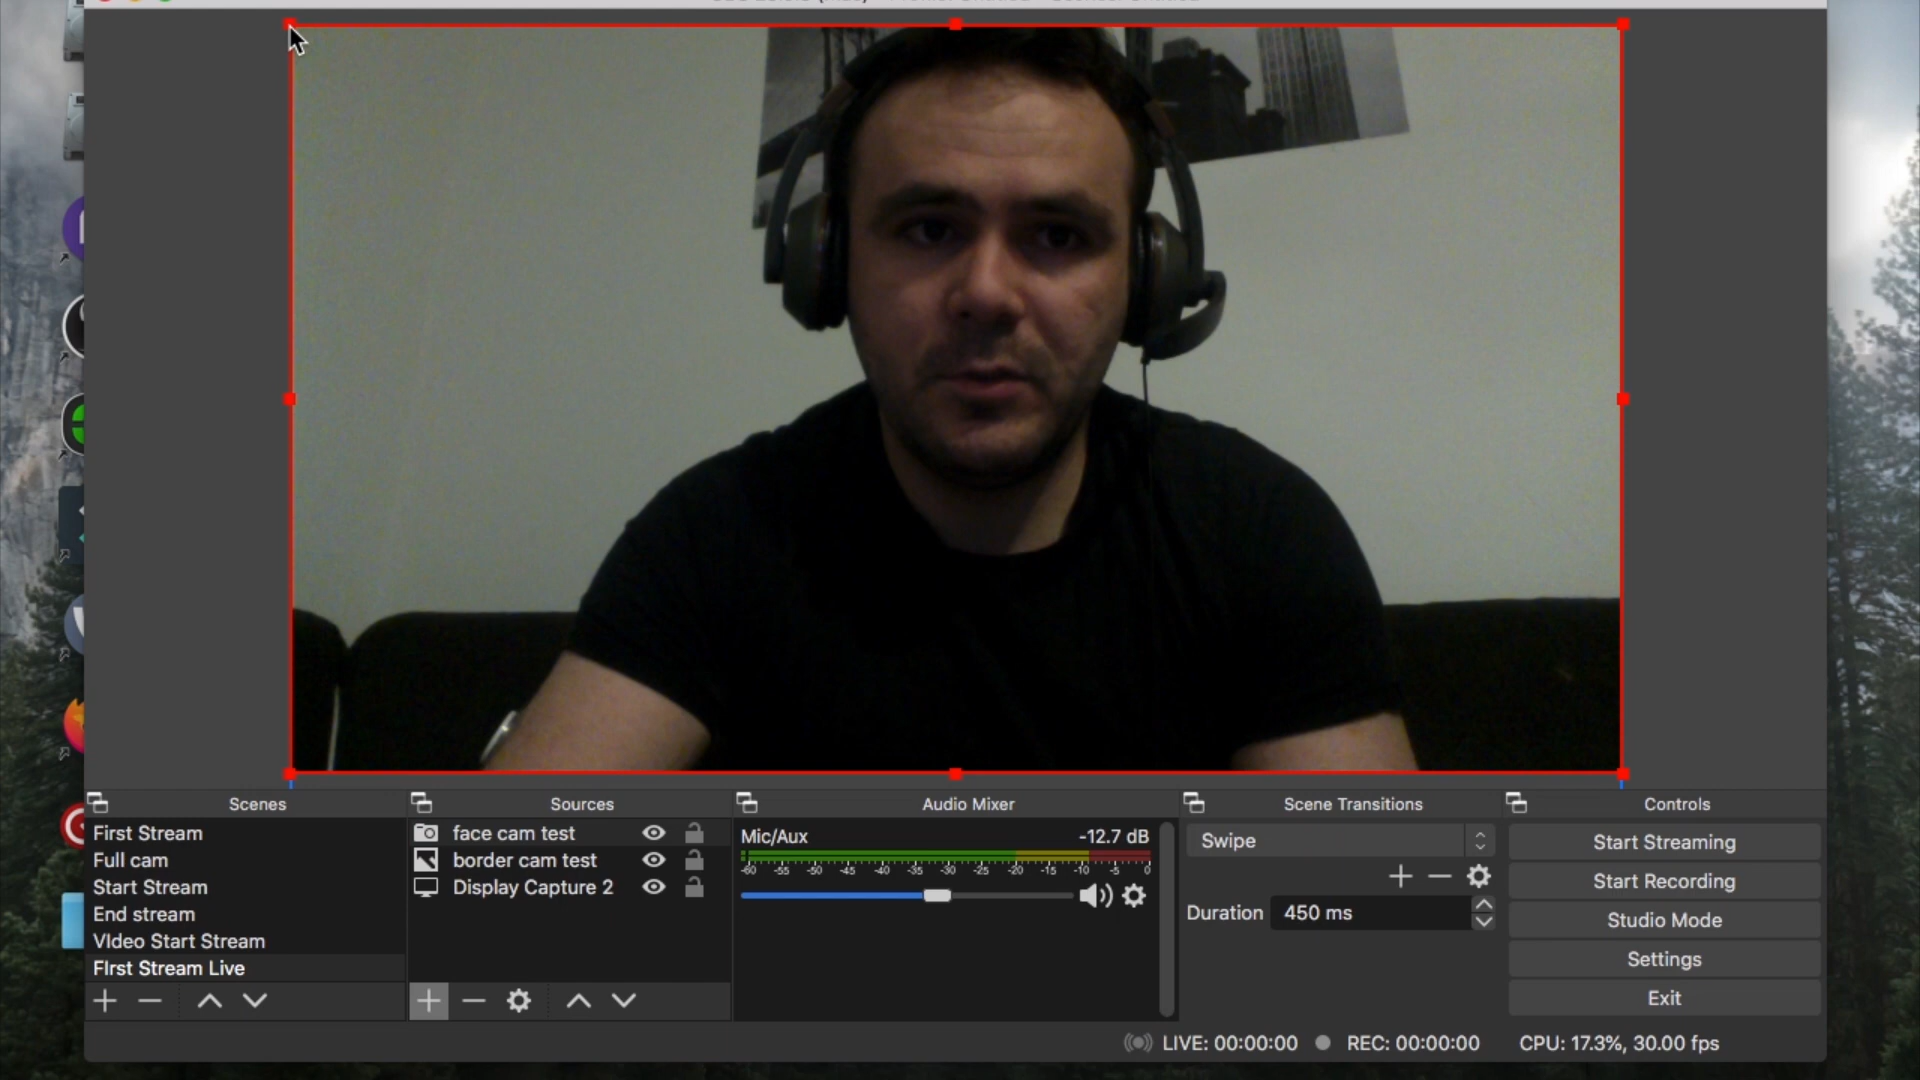 Scenes
First Stream
Full cam
Start Stream
End stream
VIdeo Start Stream
FIrst Stream Live
Sources
face cam test
border cam test
Display Capture 2
Audio Mixer
Mic/Aux -12.7 dB
-60 -55 -50 -45 -40 -35 -30 -25 -20 -15 -10 -5 0
Scene Transitions
Swipe
Duration 450 ms
Controls
Start Streaming
Start Recording
Studio Mode
Settings
Exit
LIVE: 00:00:00 REC: 00:00:00 CPU: 17.3%, 30.00 fps